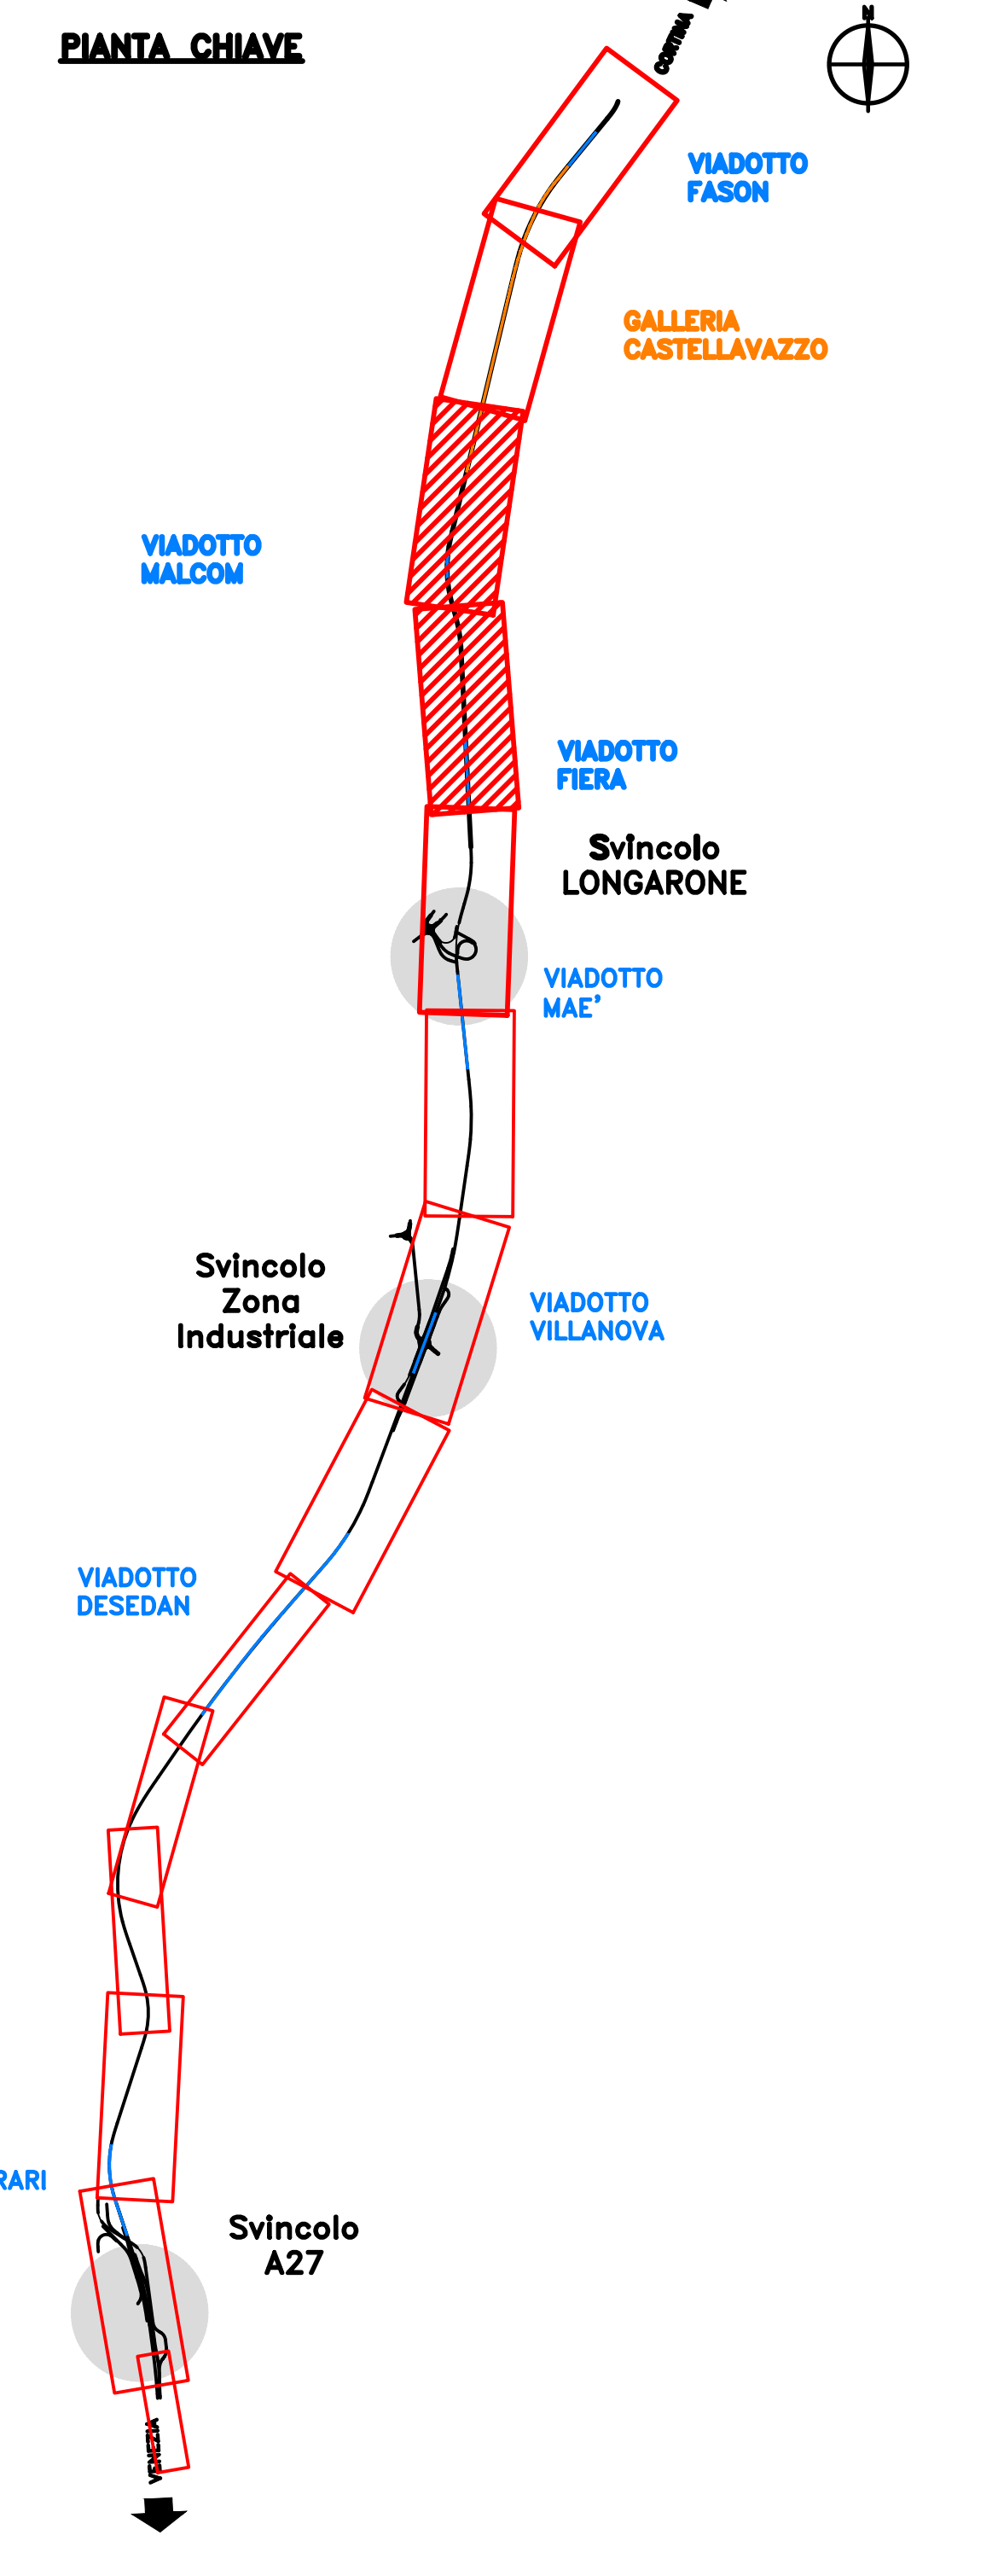 PIANTA CHIAVE
CORTINA
N
VIADOTTO
FASON
GALLERIA
CASTELLAVAZZO
VIADOTTO
MALCOM
VIADOTTO
FIERA
Svincolo
LONGARONE
VIADOTTO
MAE'
Svincolo
Zona
Industriale
VIADOTTO
VILLANOVA
VIADOTTO
DESEDAN
RARI
Svincolo
A27
VENEZIA